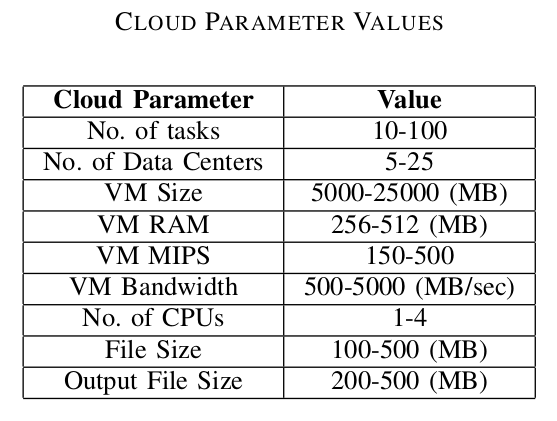 CLOUD PARAMETER VALUES
Cloud Parameter Value
No. of tasks 10-100
No. of Data Centers 5-25
VM Size 5000-25000 (MB)
VM RAM 256-512 (MB)
VM MIPS 150-500
VM Bandwidth 500-5000 (MB/sec)
No. of CPUs 1-4
File Size 100-500 (MB)
Output File Size 200-500 (MB)